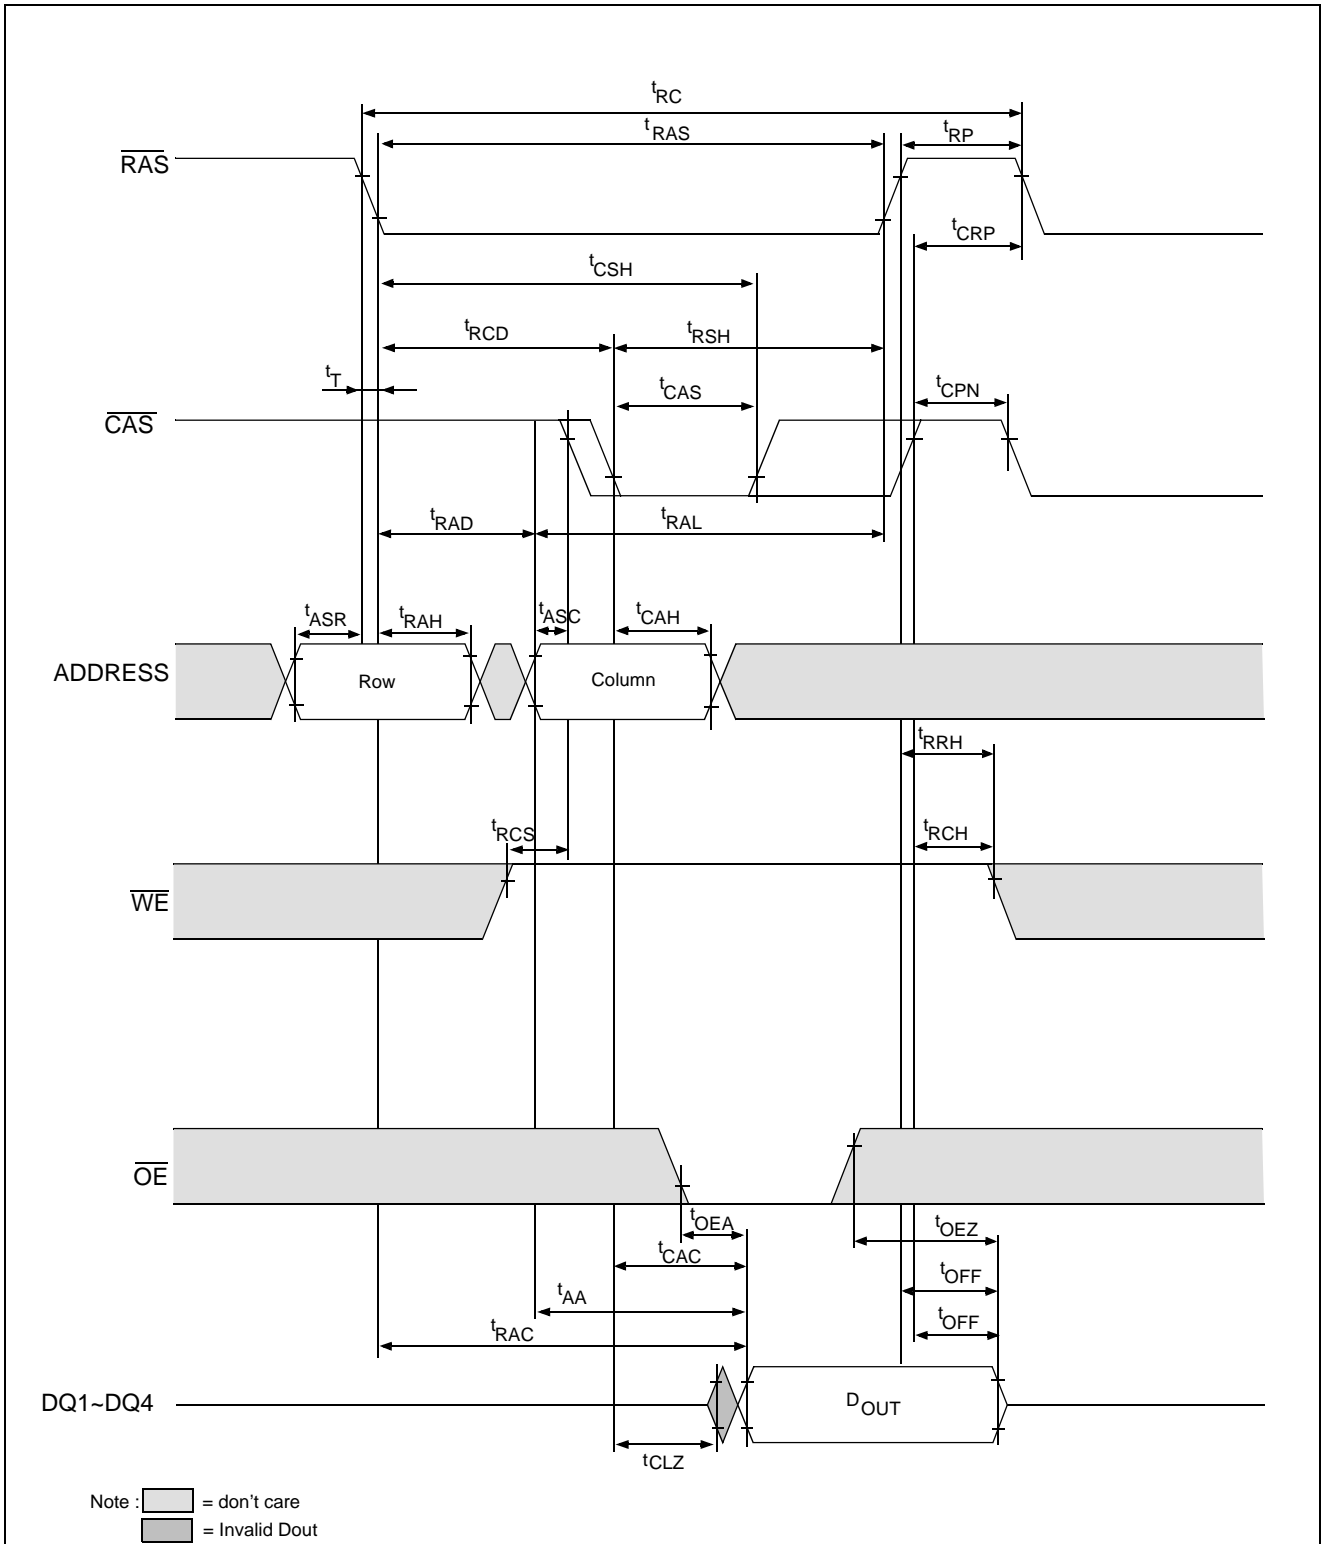 tRC
tRAS
tRP
RAS
tCRP
tCSH
tRCD
tRSH
tT
tCAS
tCPN
CAS
tRAD
tRAL
tASR
tRAH
tASC
tCAH
ADDRESS
Row
Column
tRRH
tRCS
tRCH
WE
OE
tOEA
tOEZ
tCAC
tOFF
tAA
tOFF
tRAC
DQ1~DQ4
DOUT
tCLZ
Note : = don't care
= Invalid Dout